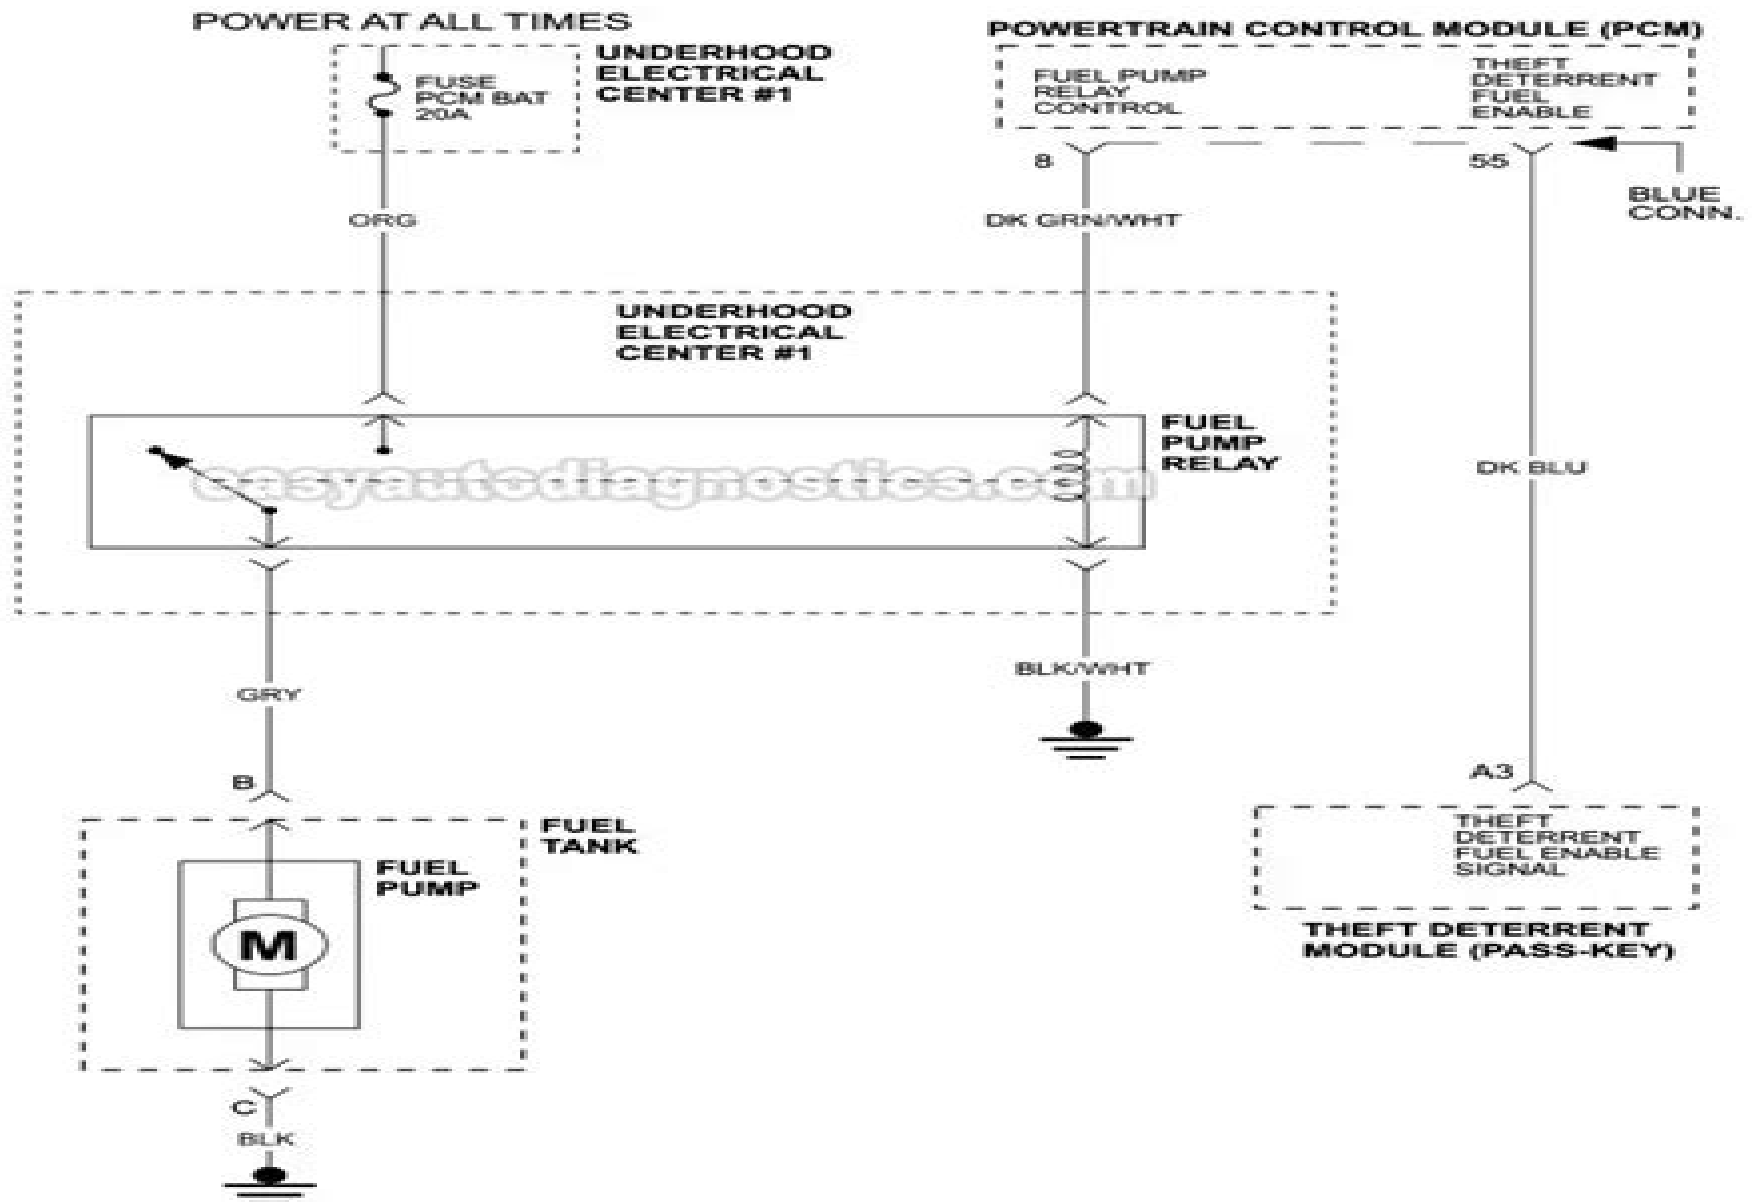 POWER AT ALL TIMES
UNDERHOOD
ELECTRICAL
CENTER #1
FUSE
PCM BAT
20A
POWERTRAIN CONTROL MODULE (PCM)
FUEL PUMP
RELAY
CONTROL
THEFT
DETERRENT
FUEL
ENABLE
8
55
BLUE
CONN.
ORG
DK GRN/WHT
UNDERHOOD
ELECTRICAL
CENTER #1
FUEL
PUMP
RELAY
easyautodiagnostics.com
DK BLU
BLK/WHT
GRY
B
A3
FUEL
TANK
FUEL
PUMP
M
THEFT
DETERRENT
FUEL ENABLE
SIGNAL
THEFT DETERRENT
MODULE (PASS-KEY)
C
BLK